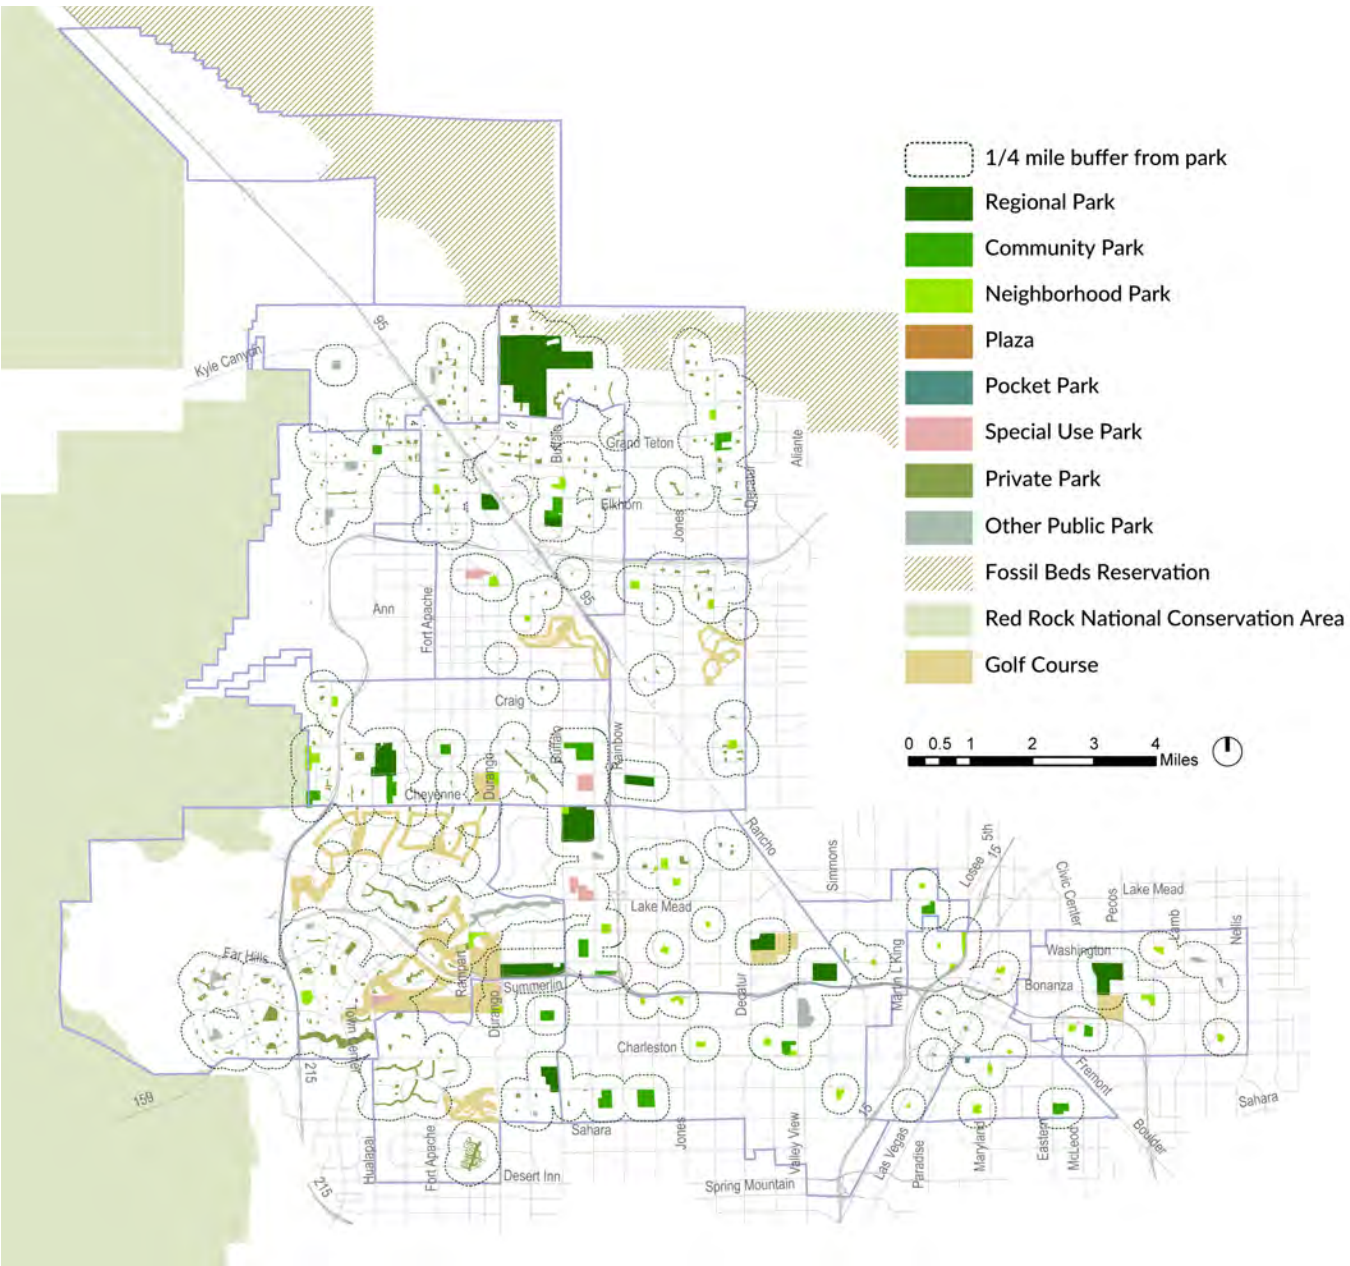 1/4 mile buffer from park
Regional Park
Community Park
Neighborhood Park
Plaza
Pocket Park
Special Use Park
Private Park
Other Public Park
Fossil Beds Reservation
Red Rock National Conservation Area
Golf Course
0 0.5 1 2 3 4
Miles
95
Kyle Canyon
Buffalo
Grand Teton
Aliante
Decatur
Elkhorn
Jones
95
Ann
Fort Apache
Craig
Buffalo
Rainbow
Durango
Cheyenne
Rancho
Simmons
Losee
5th
15
Civic Center
Pecos
Lake Mead
Lamb
Nellis
Lake Mead
Washington
Far Hills
Rampart
Summerlin
Durango
Decatur
Martin L King
Bonanza
Town Center
Charleston
215
159
Fremont
Sahara
15
Sahara
Jones
Valley View
Las Vegas
Paradise
Maryland
Eastern
McLeod
Boulder
Hualapai
Fort Apache
Desert Inn
Spring Mountain
215